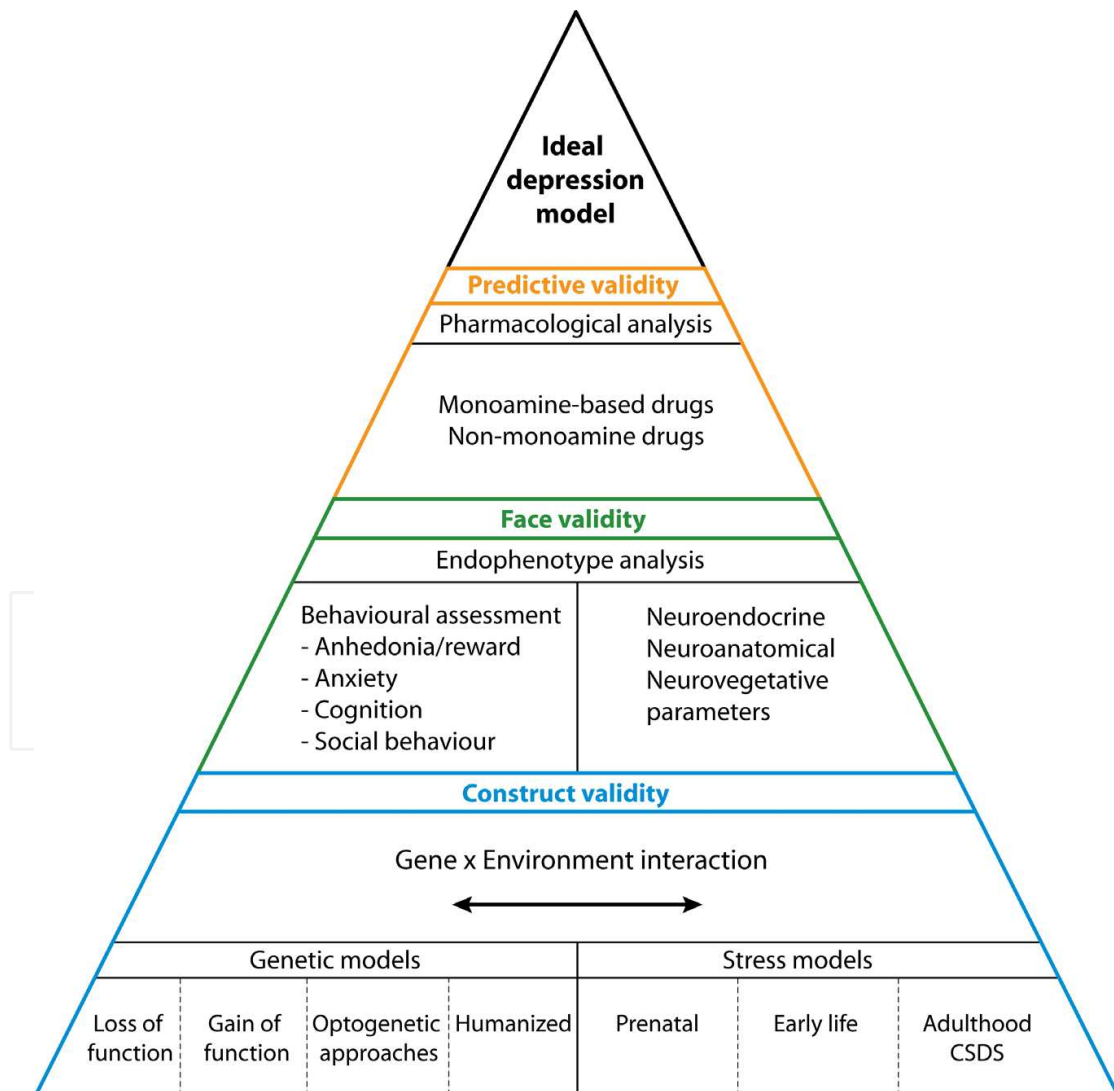 Ideal
depression
model
Predictive validity
Pharmacological analysis
Monoamine-based drugs
Non-monoamine drugs
Face validity
Endophenotype analysis
Behavioural assessment
- Anhedonia/reward
- Anxiety
- Cognition
- Social behaviour
Neuroendocrine
Neuroanatomical
Neurovegetative
parameters
Construct validity
Gene x Environment interaction
Genetic models
Stress models
Loss of
function
Gain of
function
Optogenetic
approaches
Humanized
Prenatal
Early life
Adulthood
CSDS